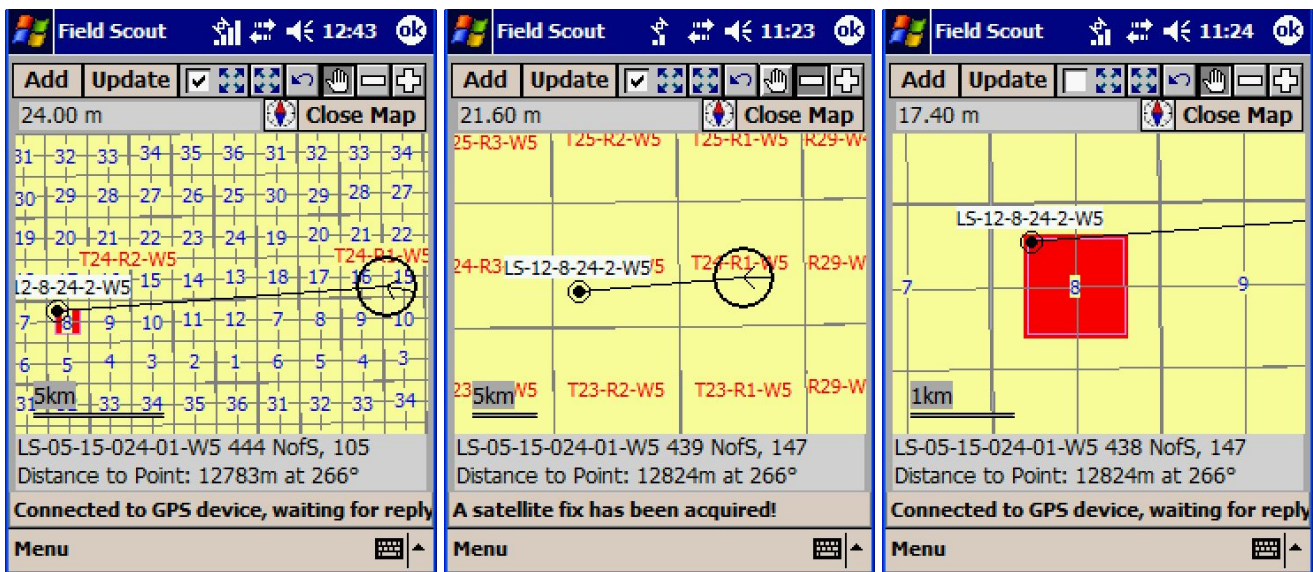 Field Scout 12:43 ok
Add Update
24.00 m Close Map
31 32 33 34 35 36 31 32 33 34
30 29 28 27 26 25 30 29 28 27
19 20 21 22 23 24 19 20 21 22
T24-R2-W5 T24-R1-W5
12-8-24-2-W5 15 14 13 18 17 16 15
7 8 9 10 11 12 7 8 9 10
6 5 4 3 2 1 6 5 4 3
5km
31 33 34 35 36 31 32 33 34
LS-05-15-024-01-W5 444 NofS, 105
Distance to Point: 12783m at 266°
Connected to GPS device, waiting for reply
Menu
Field Scout 11:23 ok
Add Update
21.60 m Close Map
25-R3-W5 T25-R2-W5 T25-R1-W5 R29-W
24-R3 LS-12-8-24-2-W5 /5 T24-R1-W5 R29-W
23 W5 T23-R2-W5 T23-R1-W5 R29-W
5km
LS-05-15-024-01-W5 439 NofS, 147
Distance to Point: 12824m at 266°
A satellite fix has been acquired!
Menu
Field Scout 11:24 ok
Add Update
17.40 m Close Map
LS-12-8-24-2-W5
7 8 9
1km
LS-05-15-024-01-W5 438 NofS, 147
Distance to Point: 12824m at 266°
Connected to GPS device, waiting for reply
Menu